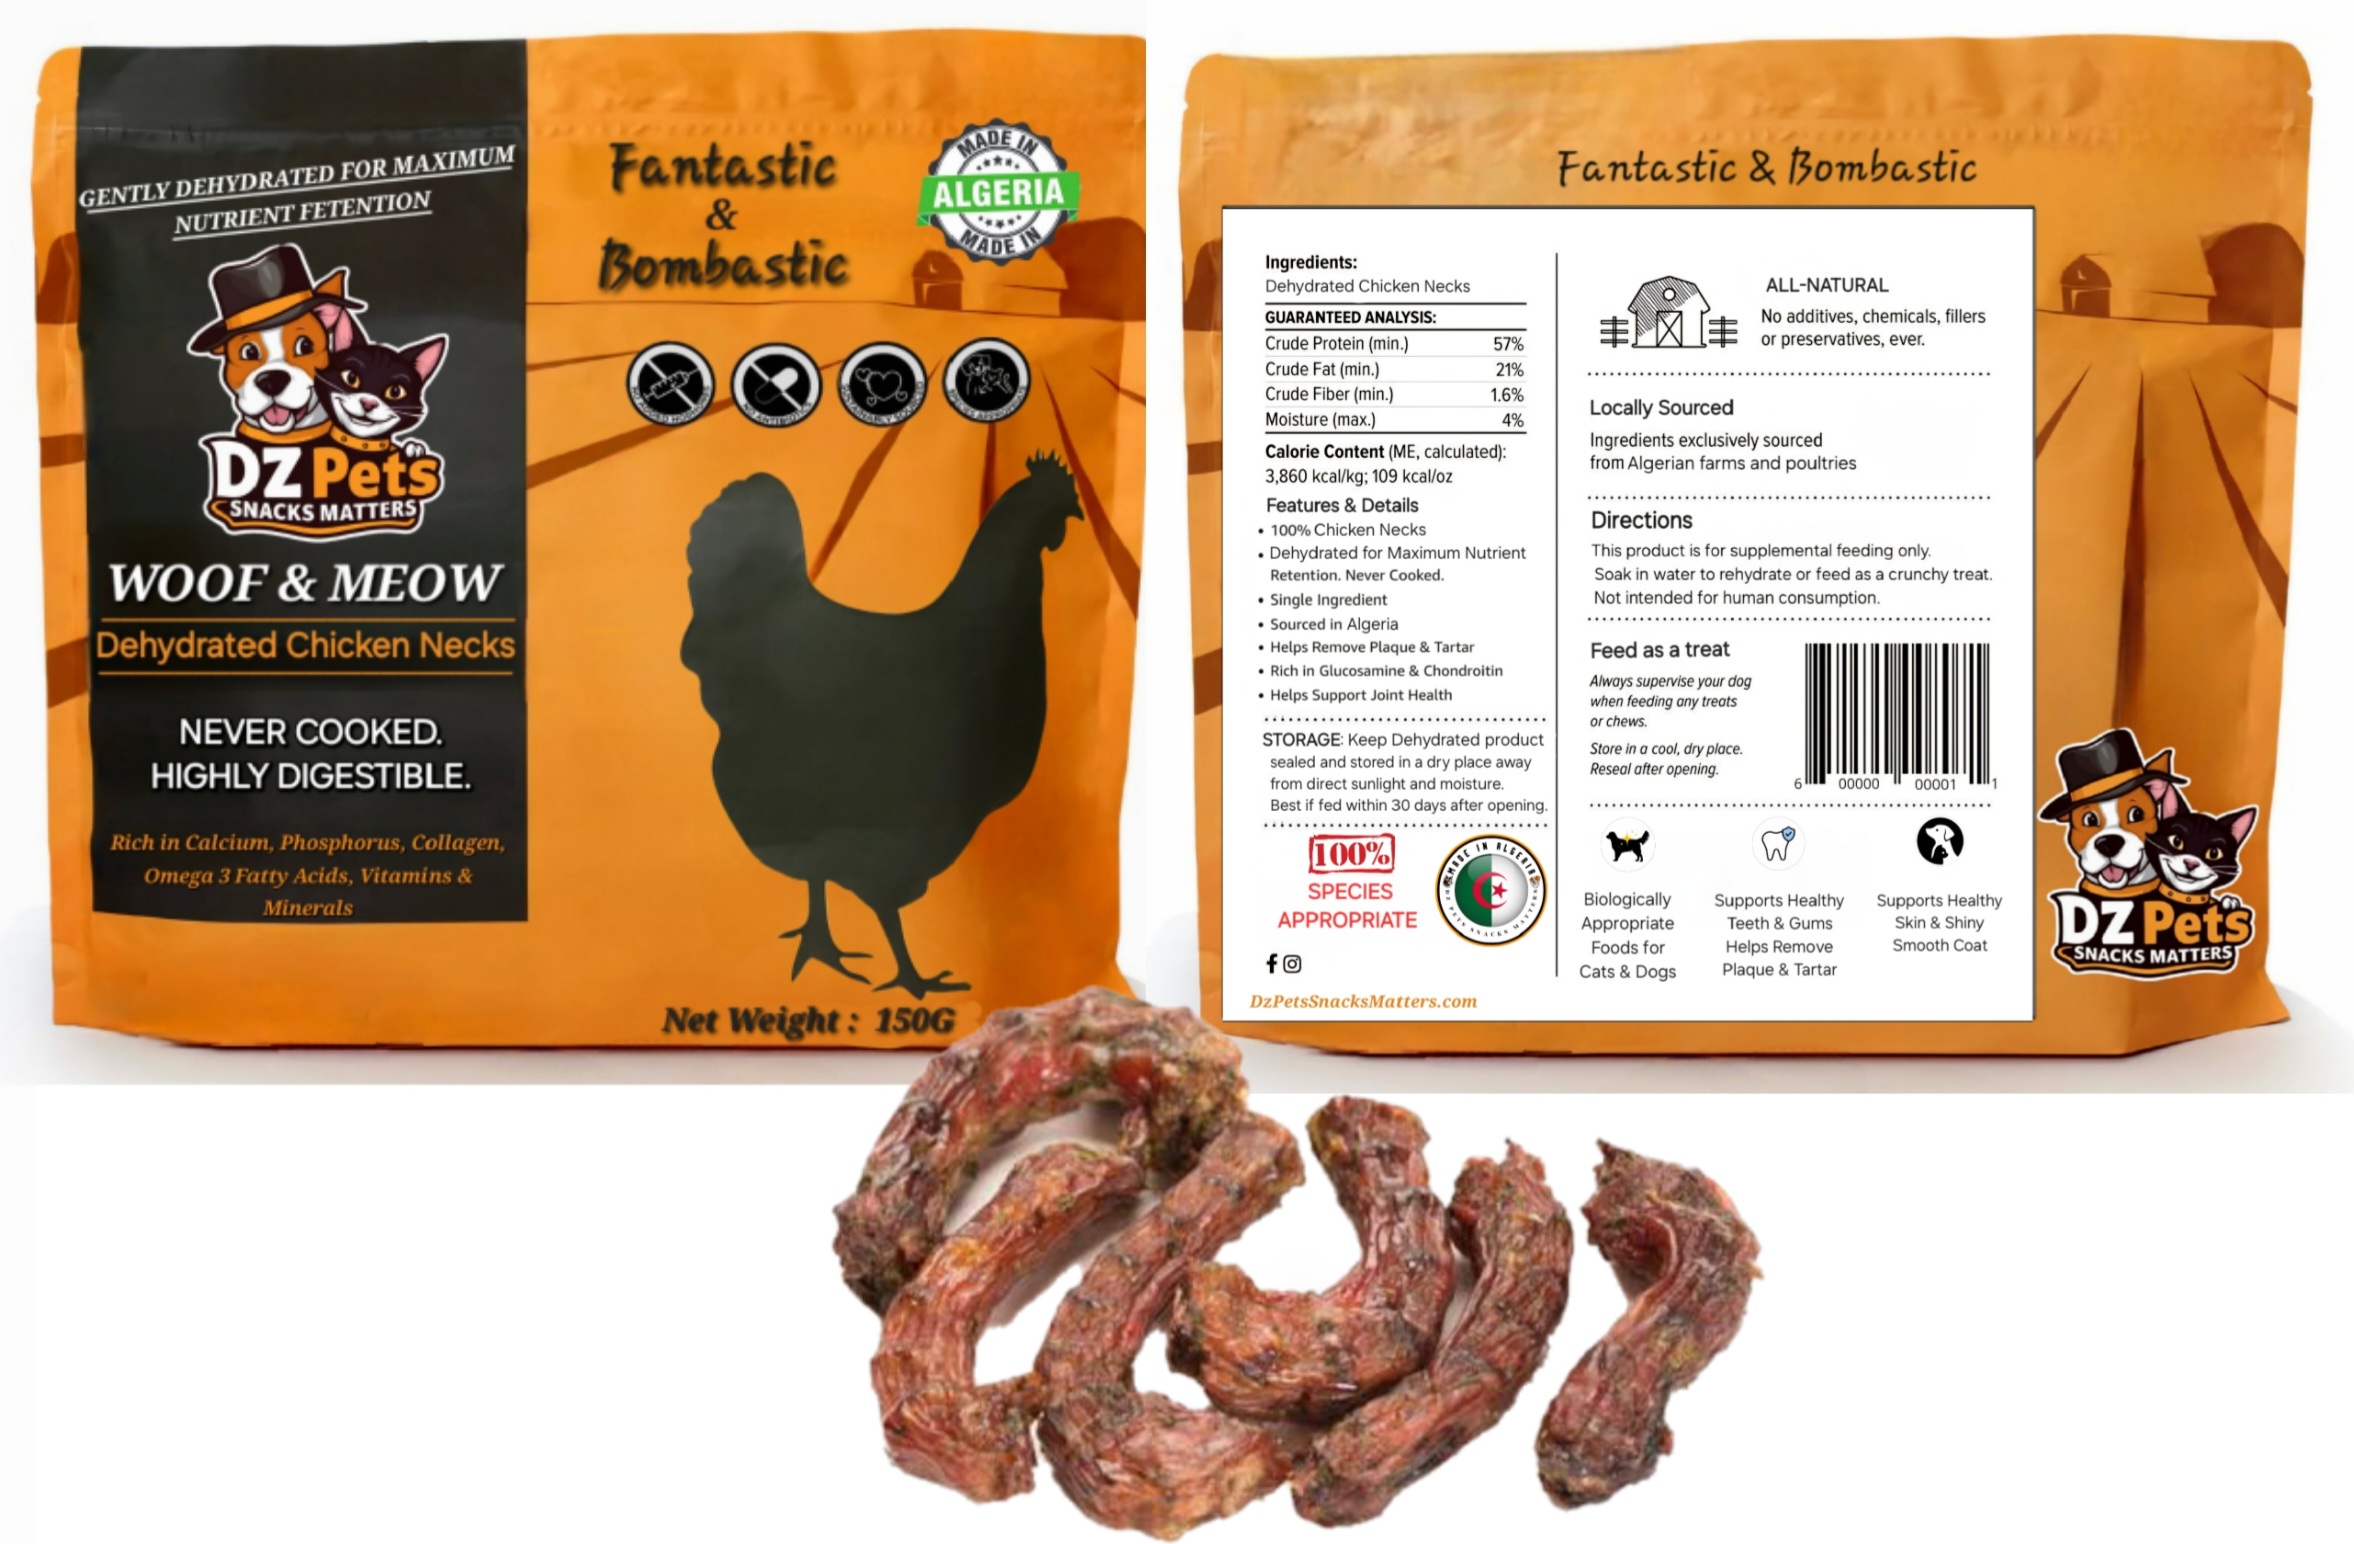 GENTLY DEHYDRATED FOR MAXIMUM
NUTRIENT FETENTION
DZ Pets
SNACKS MATTERS
WOOF & MEOW
Dehydrated Chicken Necks
NEVER COOKED.
HIGHLY DIGESTIBLE.
Rich in Calcium, Phosphorus, Collagen,
Omega 3 Fatty Acids, Vitamins &
Minerals
Fantastic
&
Bombastic
MADE IN
ALGERIA
MADE IN
Net Weight : 150G
Fantastic & Bombastic
Ingredients:
Dehydrated Chicken Necks
GUARANTEED ANALYSIS:
Crude Protein (min.) 57%
Crude Fat (min.) 21%
Crude Fiber (min.) 1.6%
Moisture (max.) 4%
Calorie Content (ME, calculated):
3,860 kcal/kg; 109 kcal/oz
Features & Details
• 100% Chicken Necks
• Dehydrated for Maximum Nutrient
Retention. Never Cooked.
• Single Ingredient
• Sourced in Algeria
• Helps Remove Plaque & Tartar
• Rich in Glucosamine & Chondroitin
• Helps Support Joint Health
STORAGE: Keep Dehydrated product
sealed and stored in a dry place away
from direct sunlight and moisture.
Best if fed within 30 days after opening.
100%
SPECIES
APPROPRIATE
MADE IN ALGERIA
DZ PETS SNACKS MATTERS
DzPetsSnacksMatters.com
ALL-NATURAL
No additives, chemicals, fillers
or preservatives, ever.
Locally Sourced
Ingredients exclusively sourced
from Algerian farms and poultries
Directions
This product is for supplemental feeding only.
Soak in water to rehydrate or feed as a crunchy treat.
Not intended for human consumption.
Feed as a treat
Always supervise your dog
when feeding any treats
or chews.
Store in a cool, dry place.
Reseal after opening.
6 00000 00001 1
Biologically
Appropriate
Foods for
Cats & Dogs
Supports Healthy
Teeth & Gums
Helps Remove
Plaque & Tartar
Supports Healthy
Skin & Shiny
Smooth Coat
DZ Pets
SNACKS MATTERS